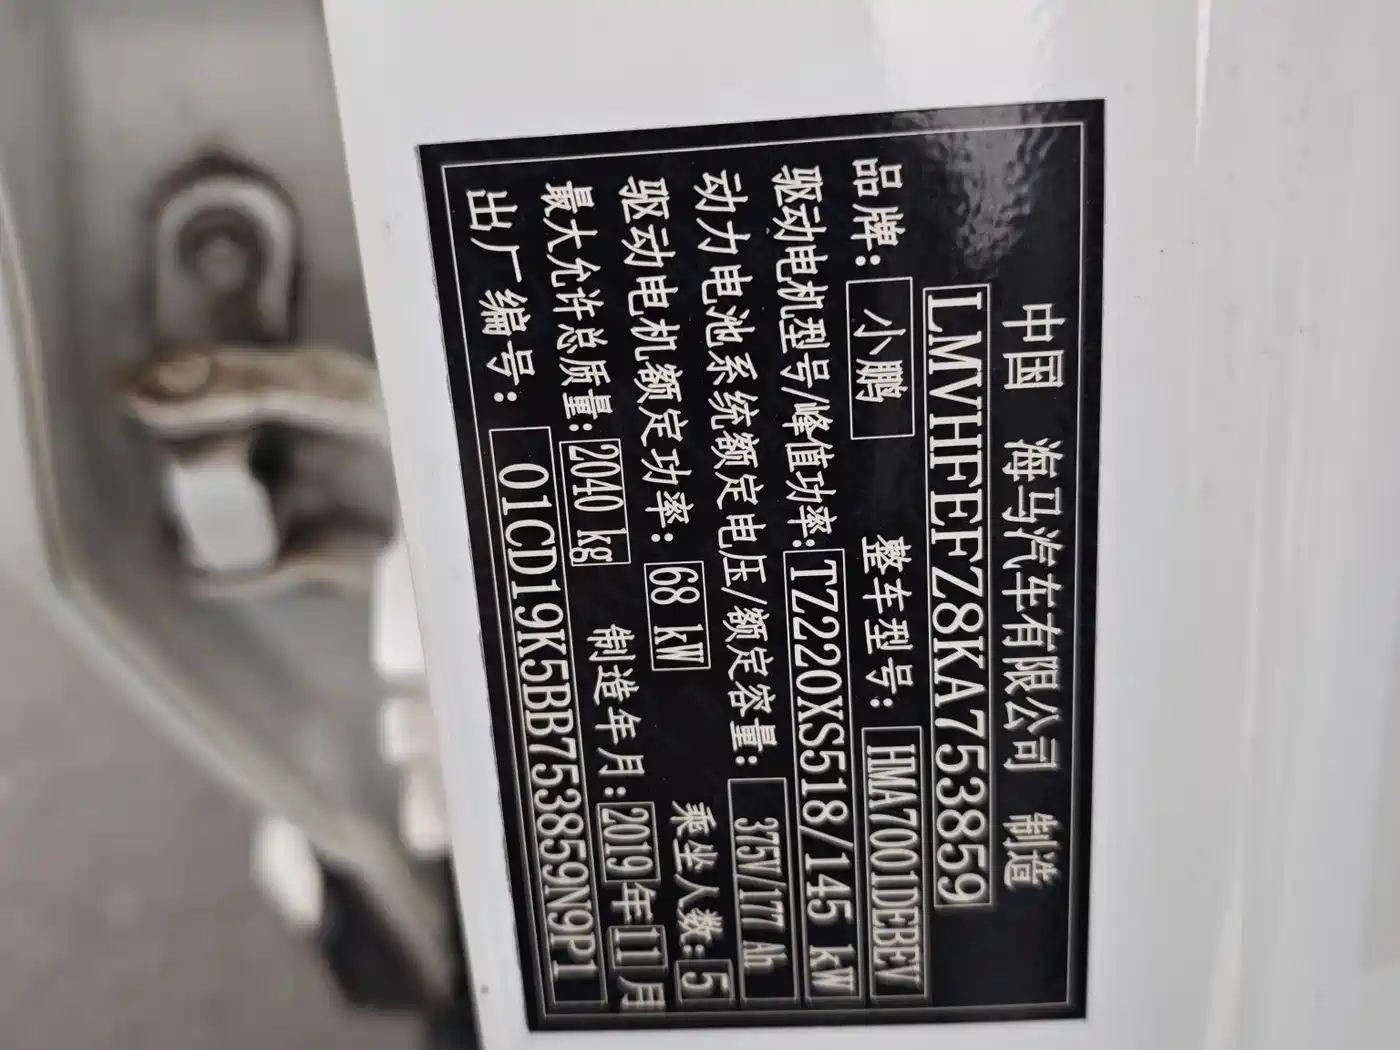 中国 海马汽车有限公司 制造
LMVHFEFZ8KA753859
品牌: 小鹏 整车型号: HMA7001DEBEV
驱动电机型号/峰值功率: TZ220XS518/145 kW
动力电池系统额定电压/额定容量: 375V/177 Ah
驱动电机额定功率: 68 kW 乘坐人数: 5
最大允许总质量: 2040 kg 制造年月: 2019年11月
出厂编号: 01CD19K5BB753859N9P1